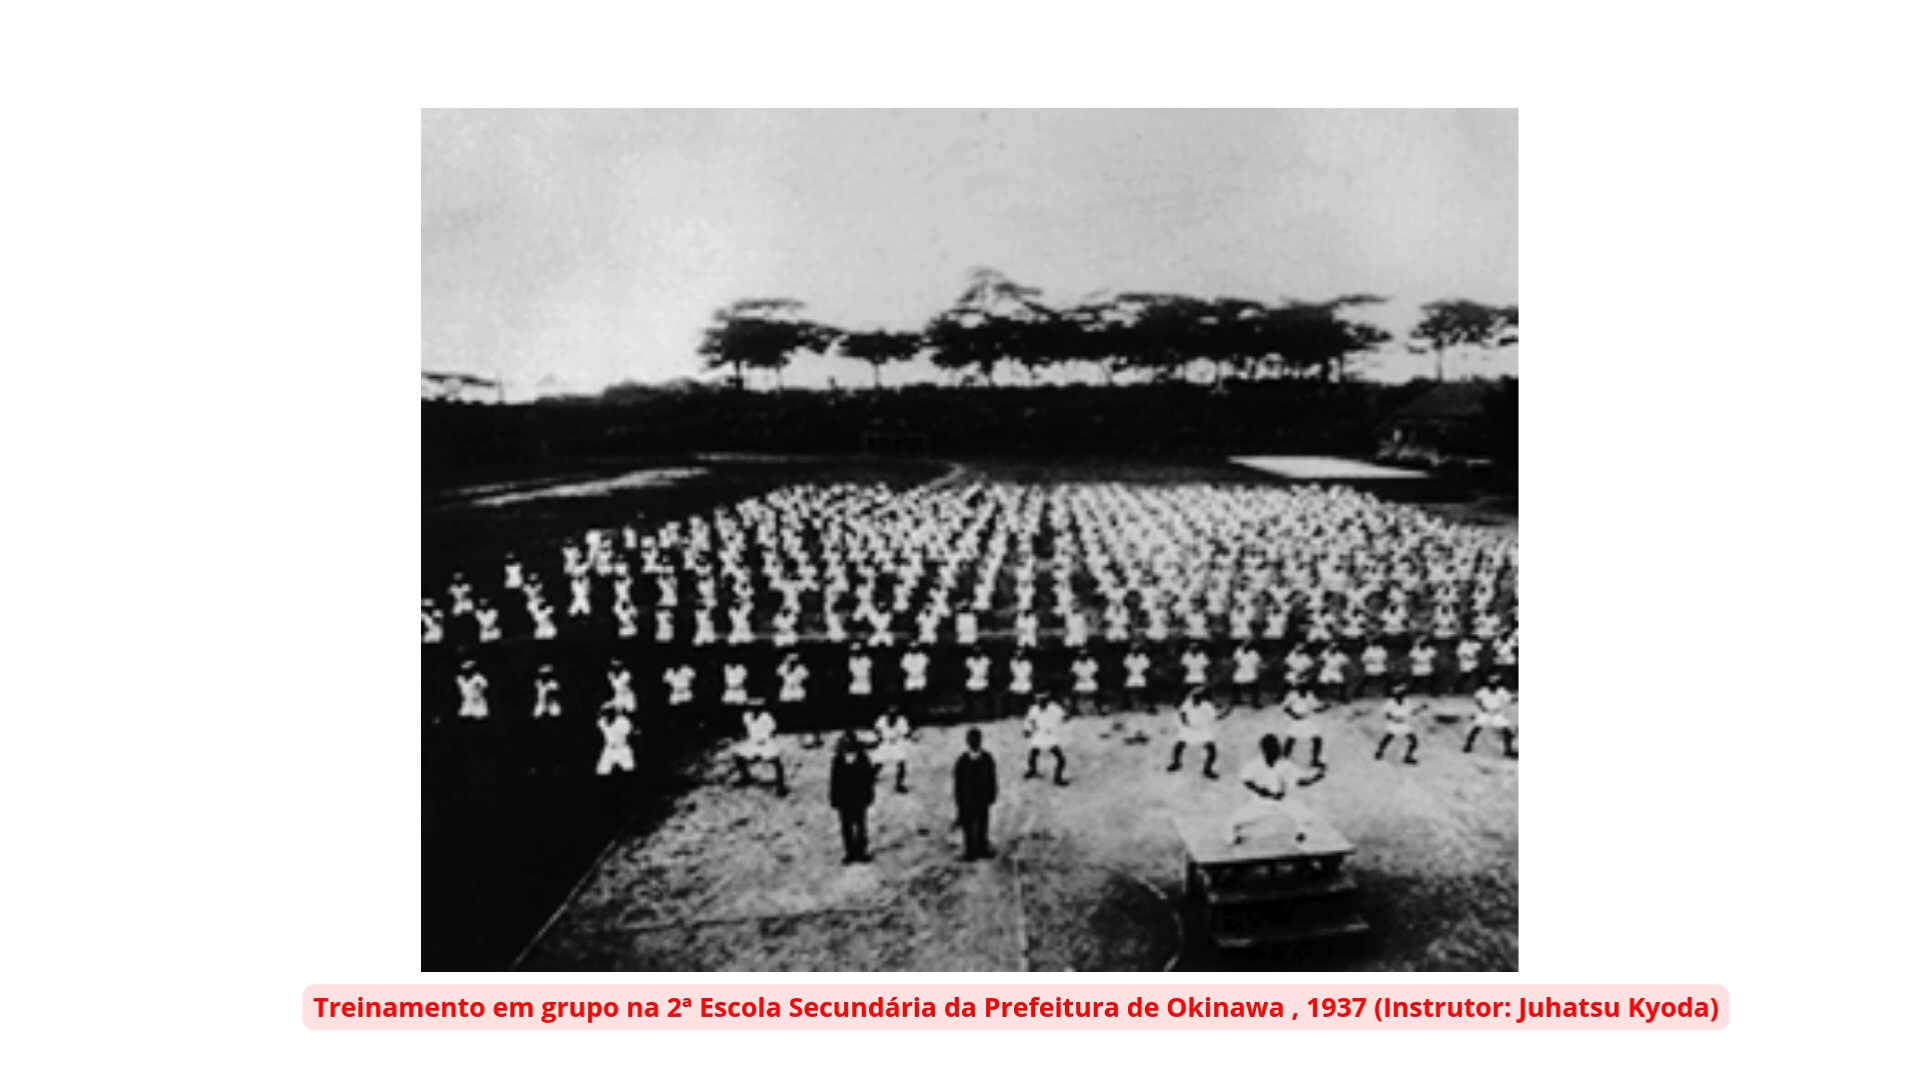 Treinamento em grupo na 2ª Escola Secundária da Prefeitura de Okinawa , 1937 (Instrutor: Juhatsu Kyoda)